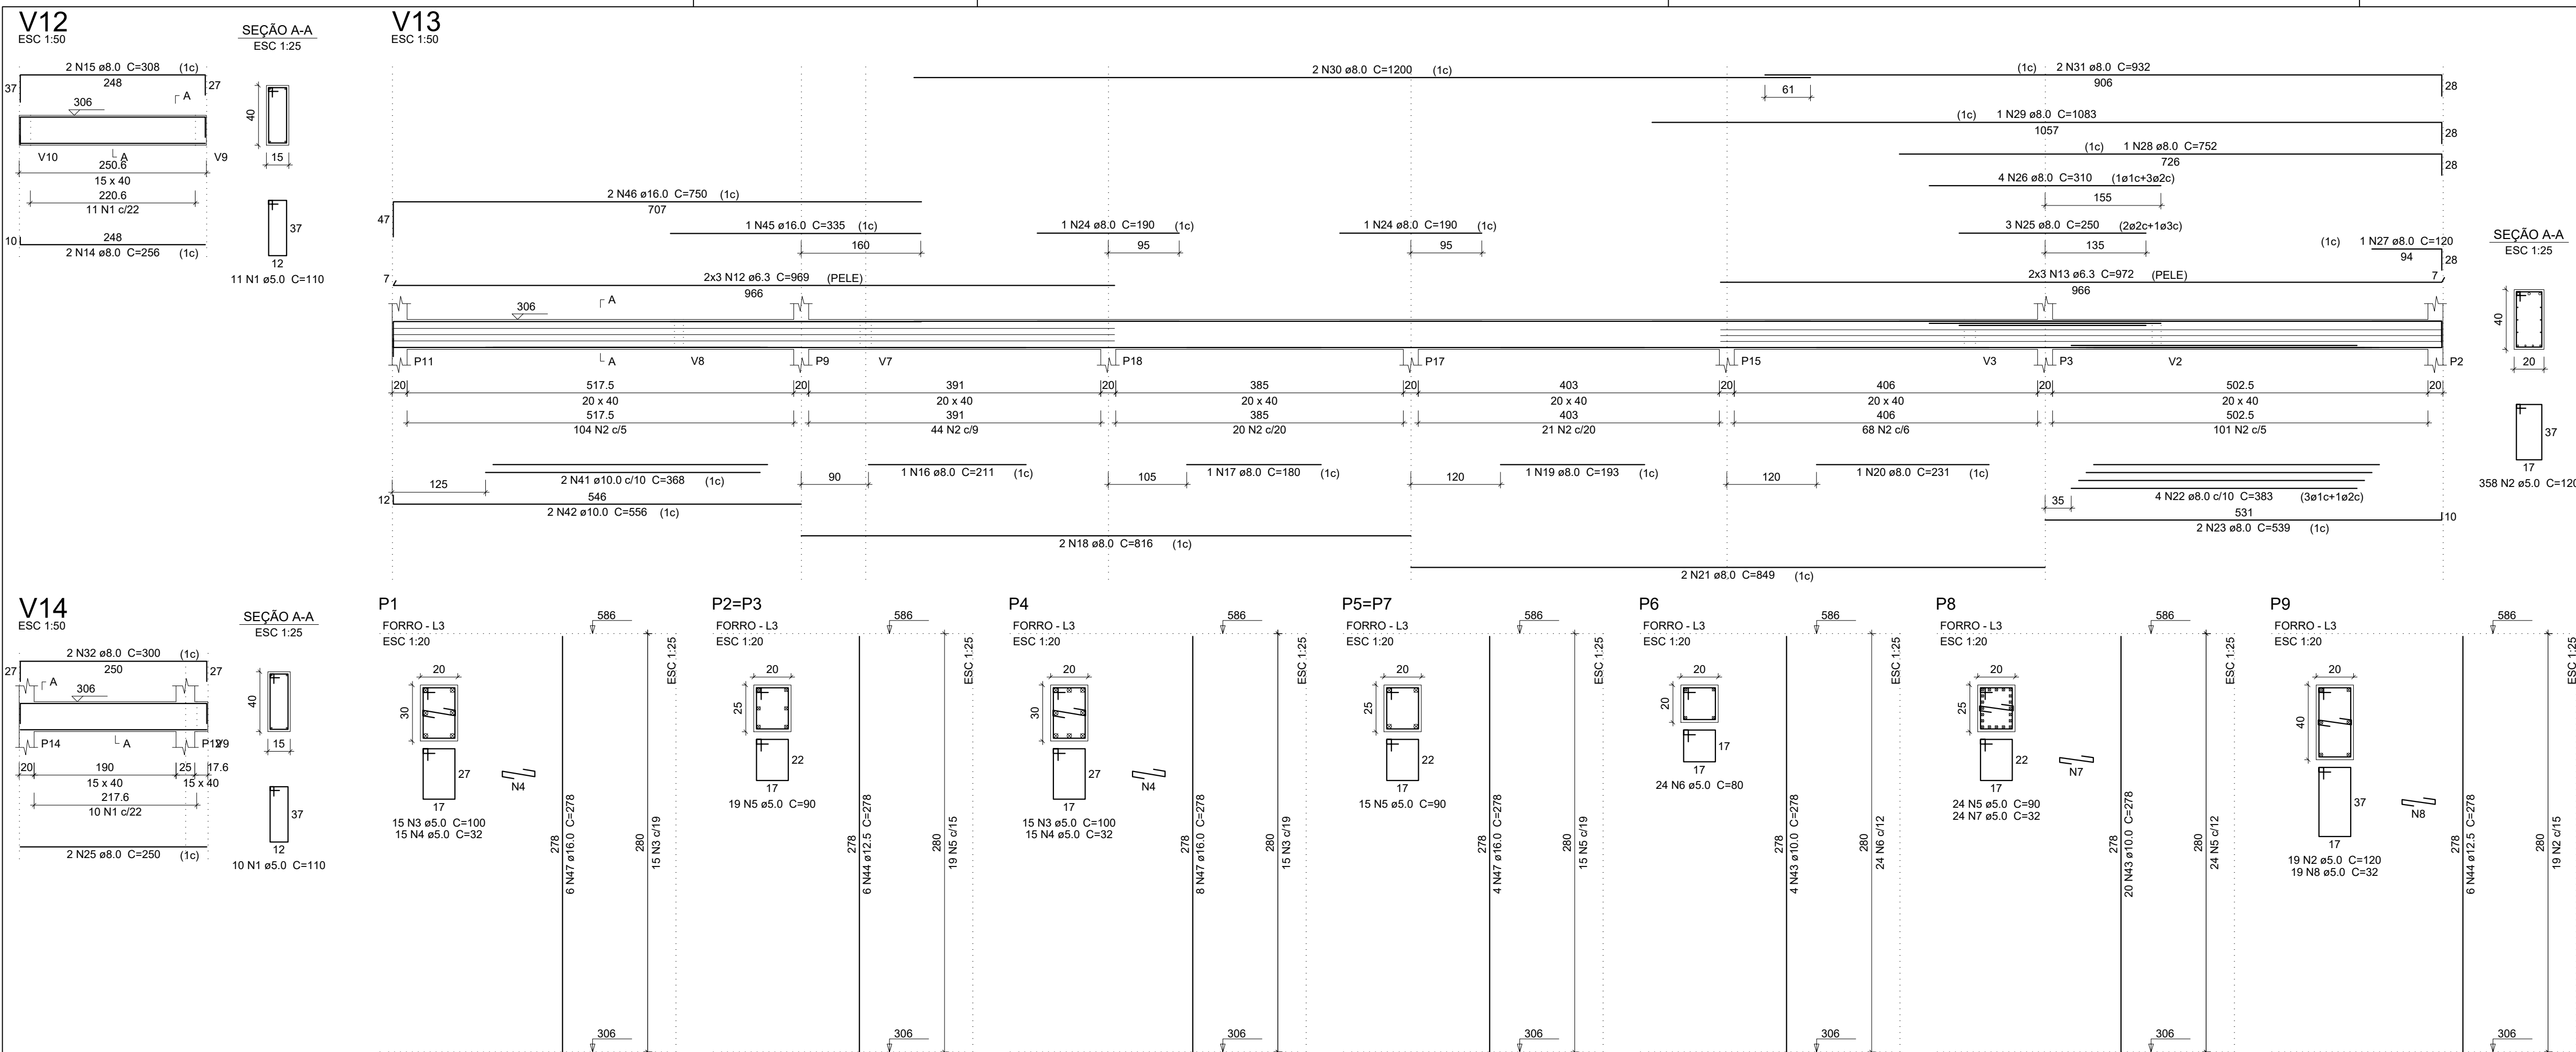 V12
ESC 1:50
SEÇÃO A-A
ESC 1:25
2 N15 ø8.0 C=308 (1c)
248
37
27
306
A
40
15
V10
A
V9
250.6
15 x 40
220.6
11 N1 c/22
10
248
2 N14 ø8.0 C=256 (1c)
37
12
11 N1 ø5.0 C=110
V13
ESC 1:50
2 N30 ø8.0 C=1200 (1c)
(1c) 2 N31 ø8.0 C=932
906
28
61
(1c) 1 N29 ø8.0 C=1083
1057
28
(1c) 1 N28 ø8.0 C=752
726
28
4 N26 ø8.0 C=310 (1ø1c+3ø2c)
155
2 N46 ø16.0 C=750 (1c)
707
47
1 N45 ø16.0 C=335 (1c)
160
1 N24 ø8.0 C=190 (1c)
95
1 N24 ø8.0 C=190 (1c)
95
3 N25 ø8.0 C=250 (2ø2c+1ø3c)
135
(1c) 1 N27 ø8.0 C=120
94
28
7
2x3 N12 ø6.3 C=969 (PELE)
966
2x3 N13 ø6.3 C=972 (PELE)
966
7
306
A
A
P11
V8
P9
V7
P18
P17
P15
V3
P3
V2
P2
20
517.5
20
391
20
385
20
403
20
406
20
502.5
20
20 x 40
20 x 40
20 x 40
20 x 40
20 x 40
20 x 40
517.5
391
385
403
406
502.5
104 N2 c/5
44 N2 c/9
20 N2 c/20
21 N2 c/20
68 N2 c/6
101 N2 c/5
125
2 N41 ø10.0 c/10 C=368 (1c)
90
1 N16 ø8.0 C=211 (1c)
105
1 N17 ø8.0 C=180 (1c)
120
1 N19 ø8.0 C=193 (1c)
120
1 N20 ø8.0 C=231 (1c)
35
4 N22 ø8.0 c/10 C=383 (3ø1c+1ø2c)
12
546
2 N42 ø10.0 C=556 (1c)
531
10
2 N23 ø8.0 C=539 (1c)
2 N18 ø8.0 C=816 (1c)
2 N21 ø8.0 C=849 (1c)
SEÇÃO A-A
ESC 1:25
40
20
37
17
358 N2 ø5.0 C=120
V14
ESC 1:50
SEÇÃO A-A
ESC 1:25
2 N32 ø8.0 C=300 (1c)
27
250
27
A
306
40
15
P14
A
P12
V9
20
190
25
17.6
15 x 40
15 x 40
217.6
10 N1 c/22
2 N25 ø8.0 C=250 (1c)
37
12
10 N1 ø5.0 C=110
P1
FORRO - L3
ESC 1:20
586
ESC 1:25
20
30
27
17
N4
15 N3 ø5.0 C=100
15 N4 ø5.0 C=32
278
6 N47 ø16.0 C=278
280
15 N3 c/19
306
P2=P3
FORRO - L3
ESC 1:20
586
ESC 1:25
20
25
22
17
19 N5 ø5.0 C=90
278
6 N44 ø12.5 C=278
280
19 N5 c/15
306
P4
FORRO - L3
ESC 1:20
586
ESC 1:25
20
30
27
17
N4
15 N3 ø5.0 C=100
15 N4 ø5.0 C=32
278
8 N47 ø16.0 C=278
280
15 N3 c/19
306
P5=P7
FORRO - L3
ESC 1:20
586
ESC 1:25
20
25
22
17
15 N5 ø5.0 C=90
278
4 N47 ø16.0 C=278
280
15 N5 c/19
306
P6
FORRO - L3
ESC 1:20
586
ESC 1:25
20
20
17
17
24 N6 ø5.0 C=80
278
4 N43 ø10.0 C=278
280
24 N6 c/12
306
P8
FORRO - L3
ESC 1:20
586
ESC 1:25
20
25
22
17
N7
24 N5 ø5.0 C=90
24 N7 ø5.0 C=32
278
20 N43 ø10.0 C=278
280
24 N5 c/12
306
P9
FORRO - L3
ESC 1:20
586
ESC 1:25
20
40
37
17
N8
19 N2 ø5.0 C=120
19 N8 ø5.0 C=32
278
6 N44 ø12.5 C=278
280
19 N2 c/15
306